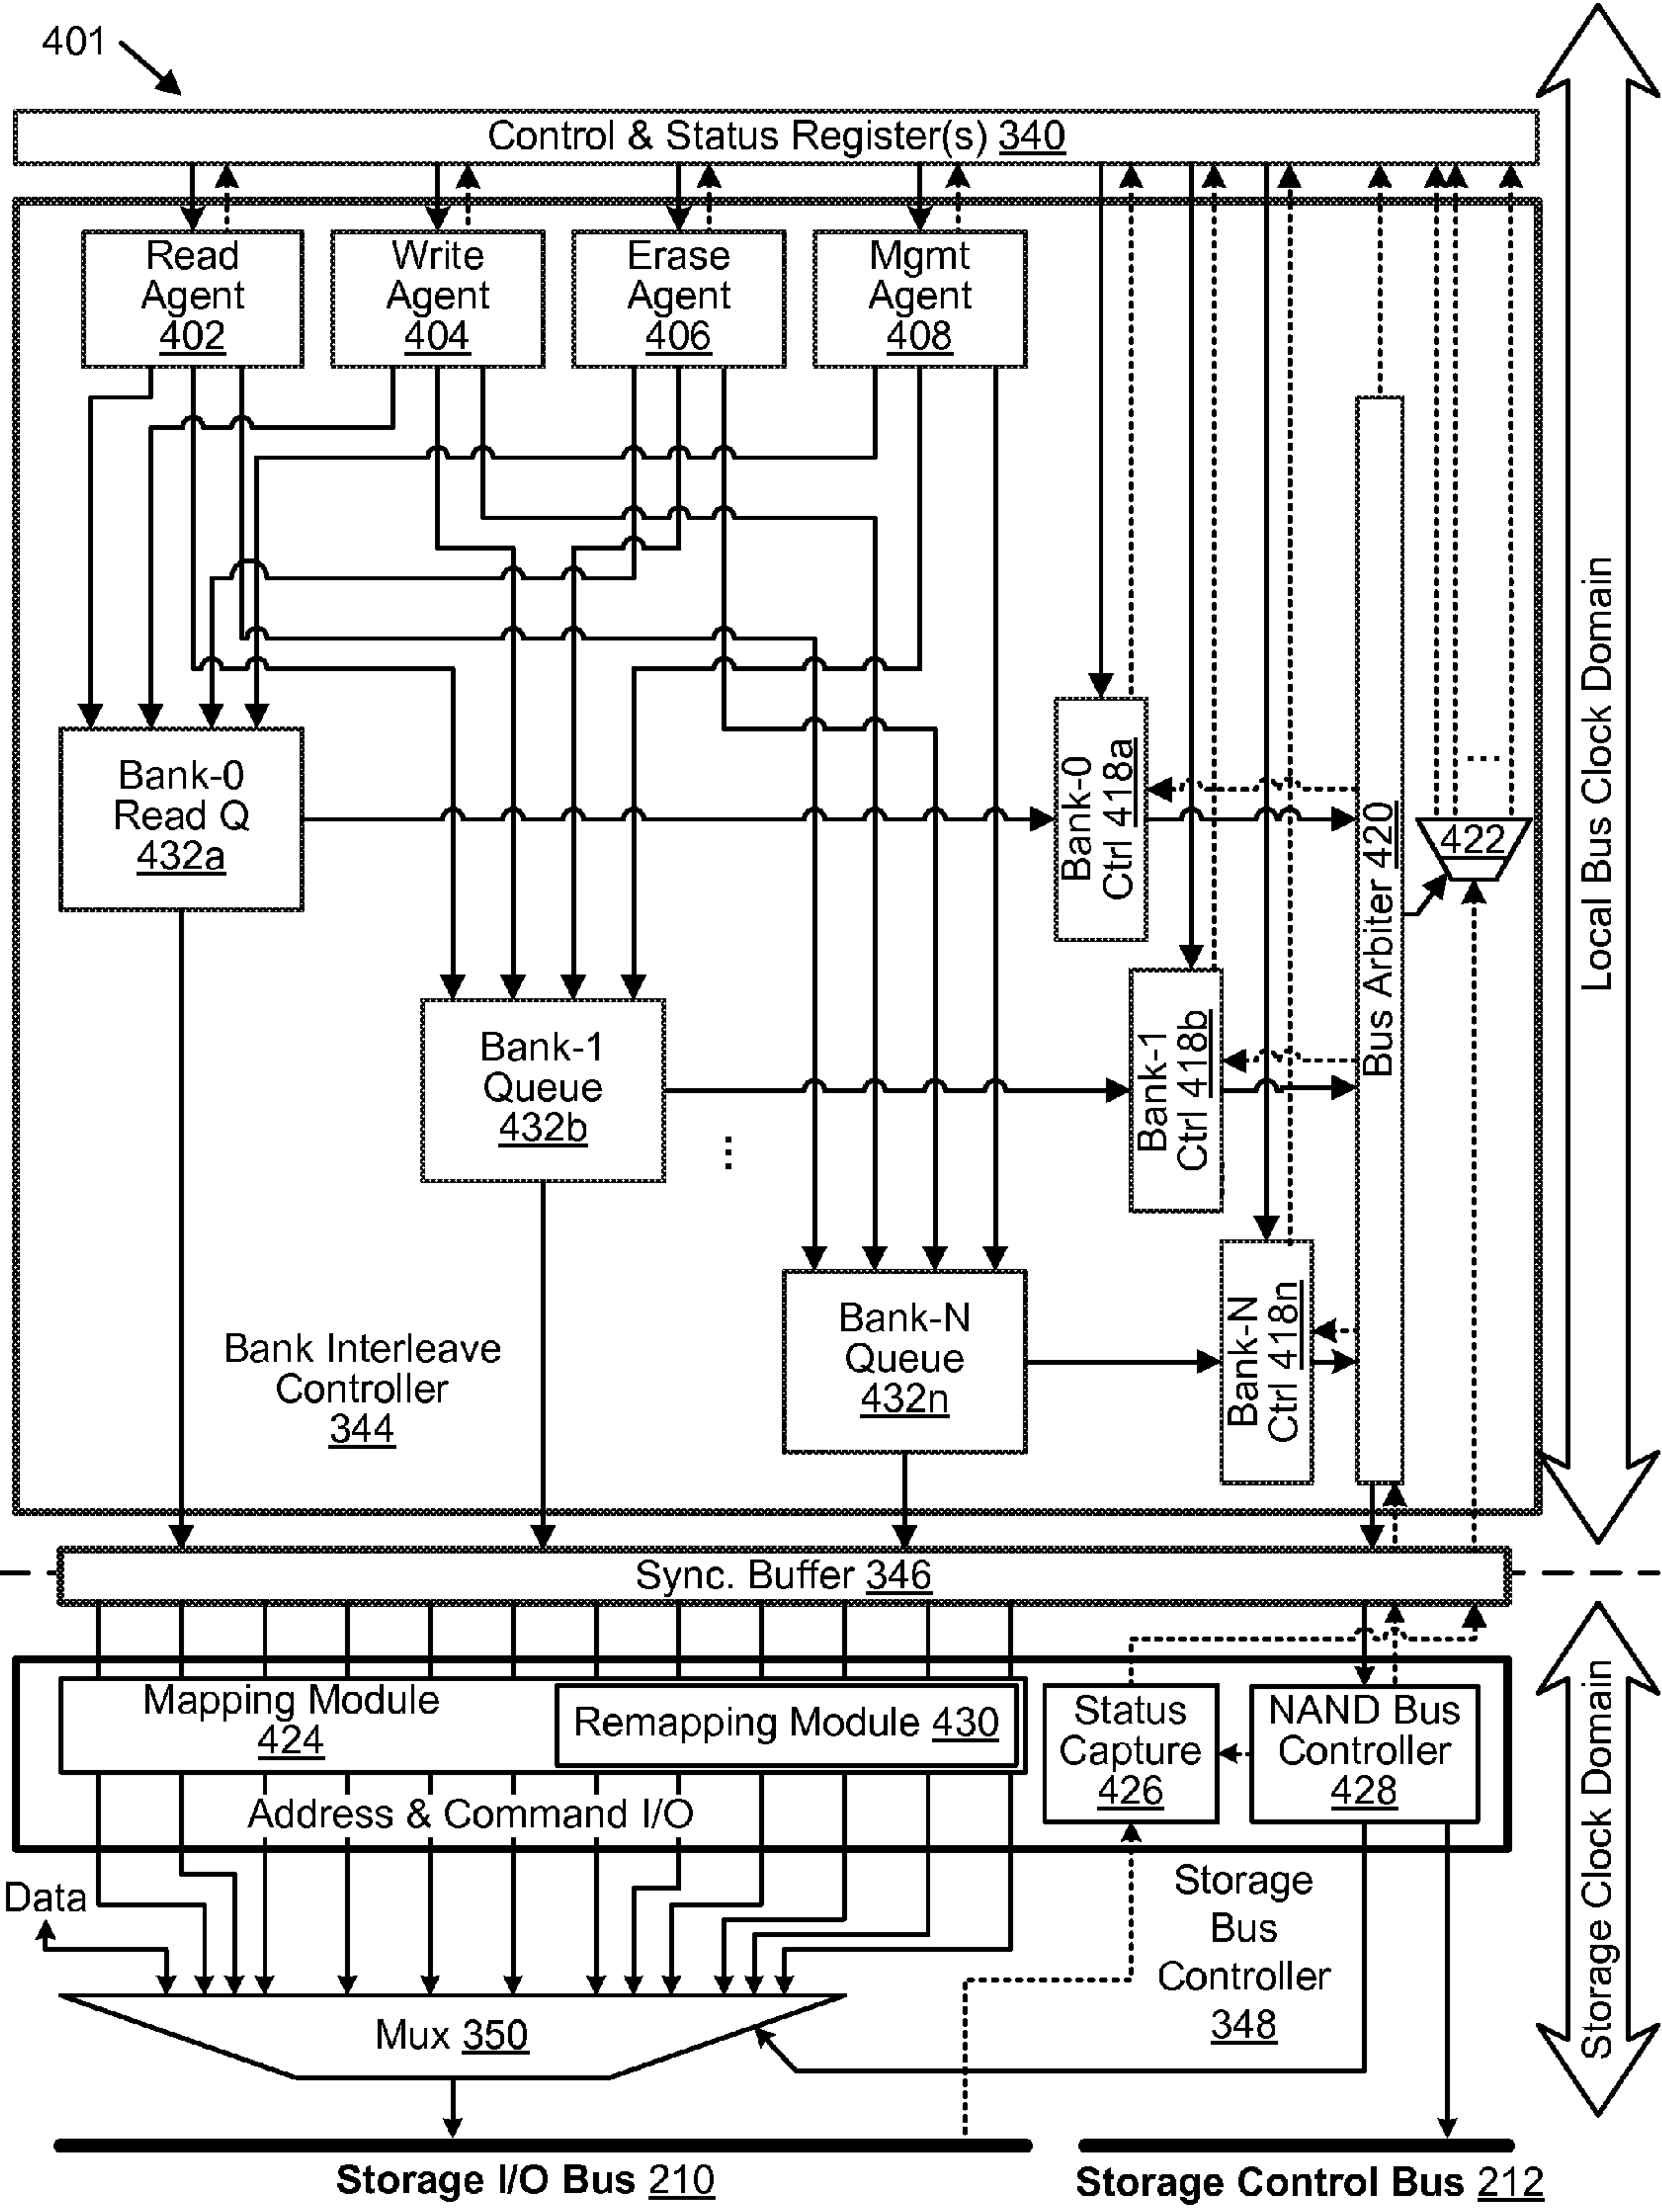 401
Control & Status Register(s) 340
Read
Agent
402
Write
Agent
404
Erase
Agent
406
Mgmt
Agent
408
Bank-0
Read Q
432a
Bank-0
Ctrl 418a
Bus Arbiter 420
422
...
Local Bus Clock Domain
Bank-1
Queue
432b
...
Bank-1
Ctrl 418b
Bank-N
Queue
432n
Bank-N
Ctrl 418n
Bank Interleave
Controller
344
Sync. Buffer 346
Mapping Module
424
Remapping Module 430
Status
Capture
426
NAND Bus
Controller
428
Address & Command I/O
Storage Clock Domain
Data
Storage
Bus
Controller
348
Mux 350
Storage I/O Bus 210
Storage Control Bus 212